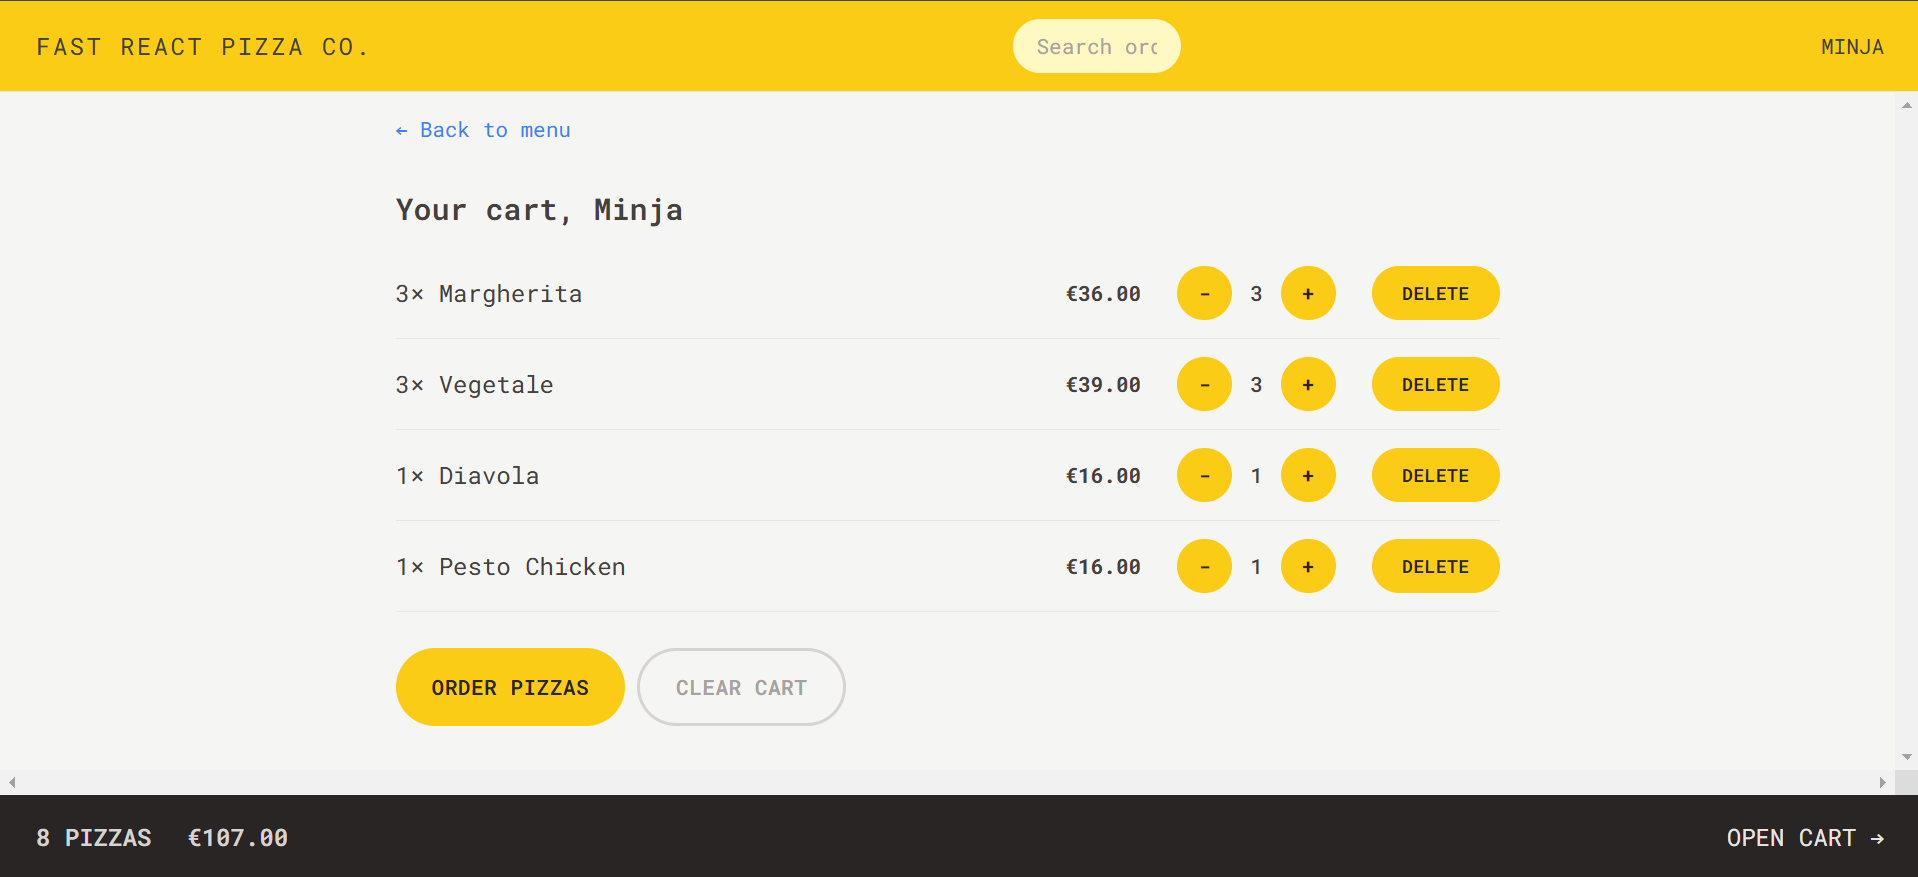 FAST REACT PIZZA CO. Search orc MINJA
← Back to menu
Your cart, Minja
3× Margherita €36.00 - 3 + DELETE
3× Vegetale €39.00 - 3 + DELETE
1× Diavola €16.00 - 1 + DELETE
1× Pesto Chicken €16.00 - 1 + DELETE
ORDER PIZZAS CLEAR CART
8 PIZZAS €107.00 OPEN CART →